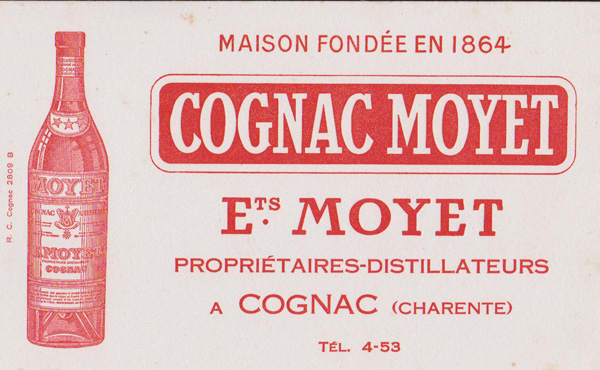 MAISON FONDÉE EN 1864
COGNAC MOYET
ETS. MOYET
PROPRIÉTAIRES-DISTILLATEURS
A COGNAC (CHARENTE)
TÉL. 4-53
R. C. Cognac 2809 B
MOYET
MOYET
COGNAC